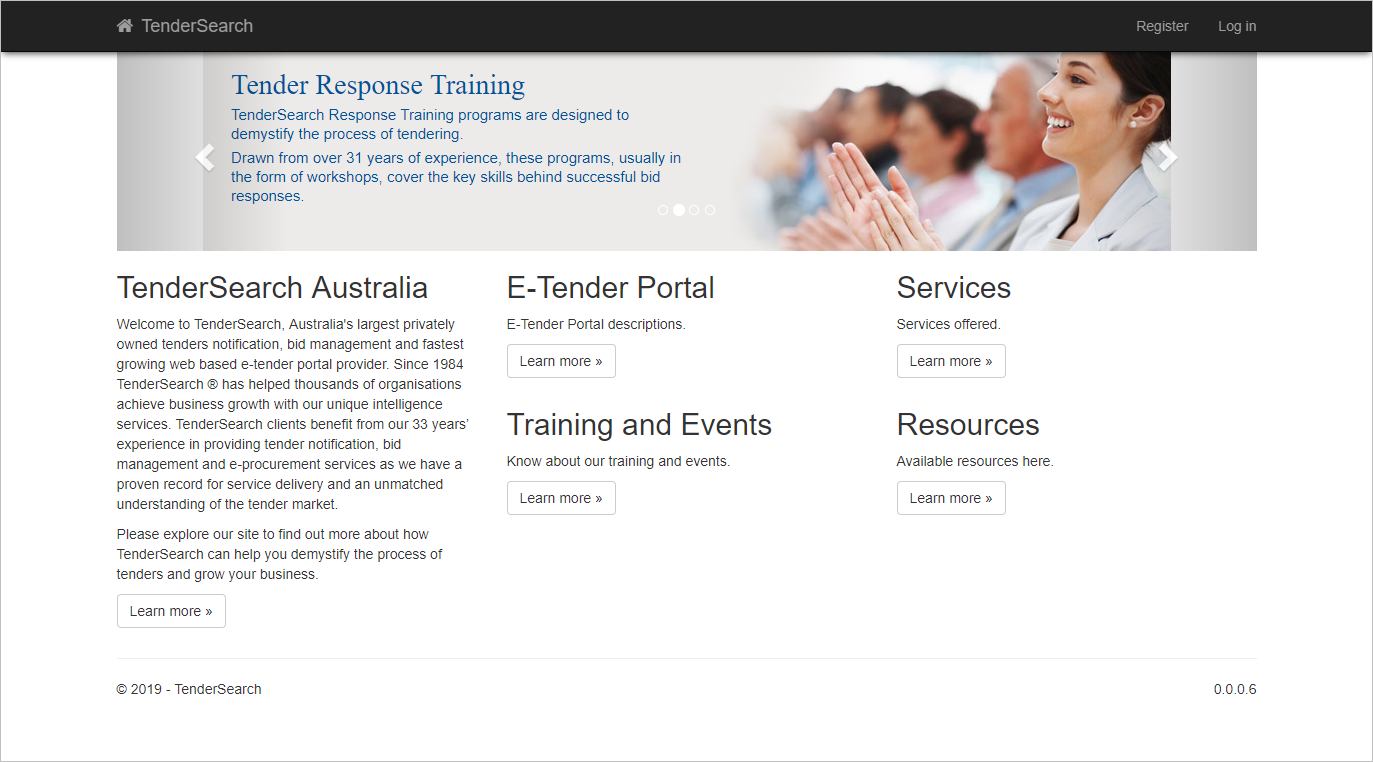 TenderSearch
Register
Log in
Tender Response Training
TenderSearch Response Training programs are designed to
demystify the process of tendering.
Drawn from over 31 years of experience, these programs, usually in
the form of workshops, cover the key skills behind successful bid
responses.
TenderSearch Australia
Welcome to TenderSearch, Australia's largest privately
owned tenders notification, bid management and fastest
growing web based e-tender portal provider. Since 1984
TenderSearch ® has helped thousands of organisations
achieve business growth with our unique intelligence
services. TenderSearch clients benefit from our 33 years’
experience in providing tender notification, bid
management and e-procurement services as we have a
proven record for service delivery and an unmatched
understanding of the tender market.
Please explore our site to find out more about how
TenderSearch can help you demystify the process of
tenders and grow your business.
Learn more »
E-Tender Portal
E-Tender Portal descriptions.
Learn more »
Training and Events
Know about our training and events.
Learn more »
Services
Services offered.
Learn more »
Resources
Available resources here.
Learn more »
© 2019 - TenderSearch
0.0.0.6